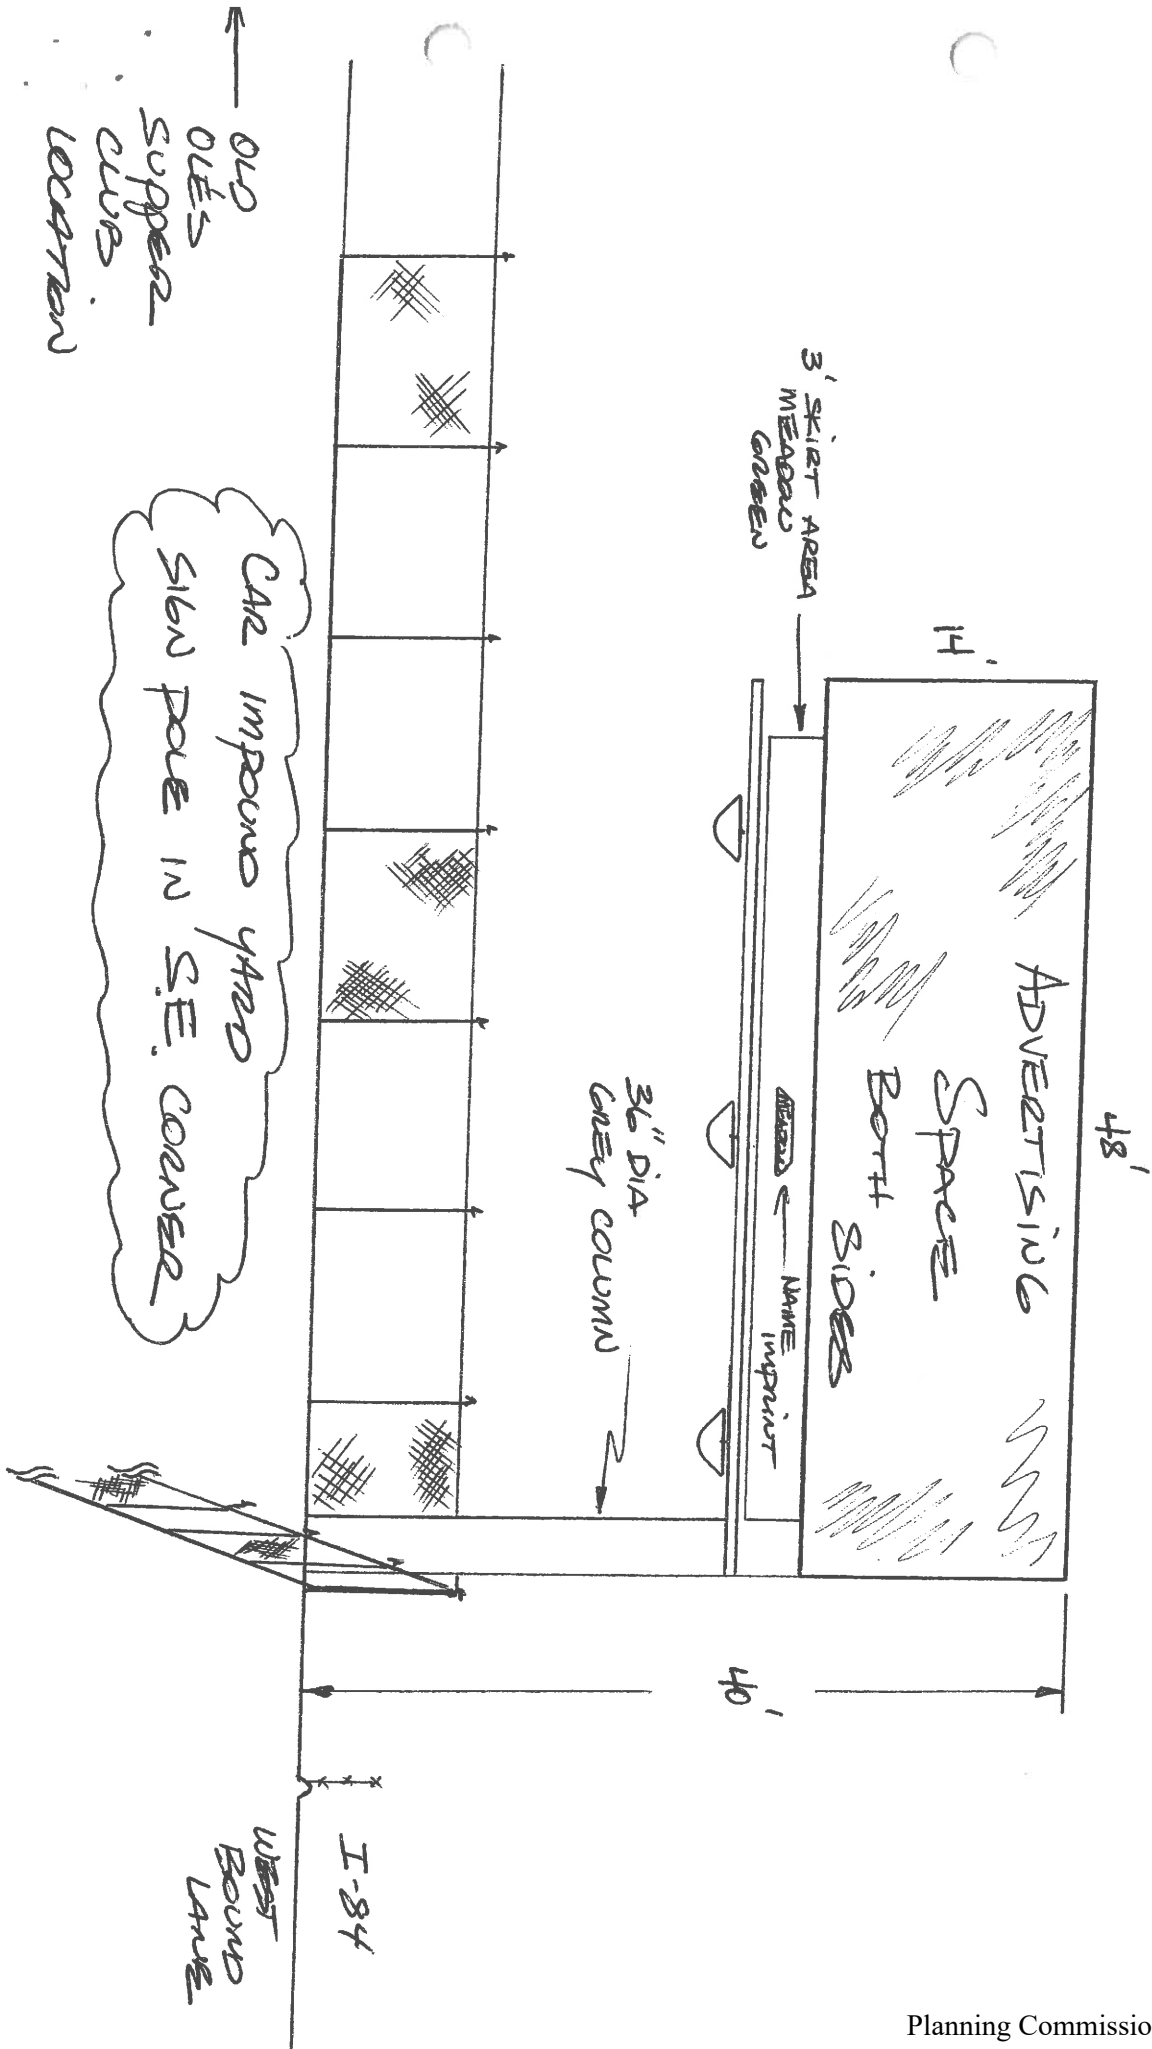 48'
14'
ADVERTISING
SPACE
BOTH
SIDES
3' SKIRT AREA
MEADOW
GREEN
NAME
IMPRINT
36" DIA
GREY COLUMN
40'
I-84
WEST
BOUND
LANE
OLD
OLÉS
SUPPER
CLUB
LOCATION
CAR IMPOUND YARD
SIGN POLE IN S.E. CORNER
Planning Commissio